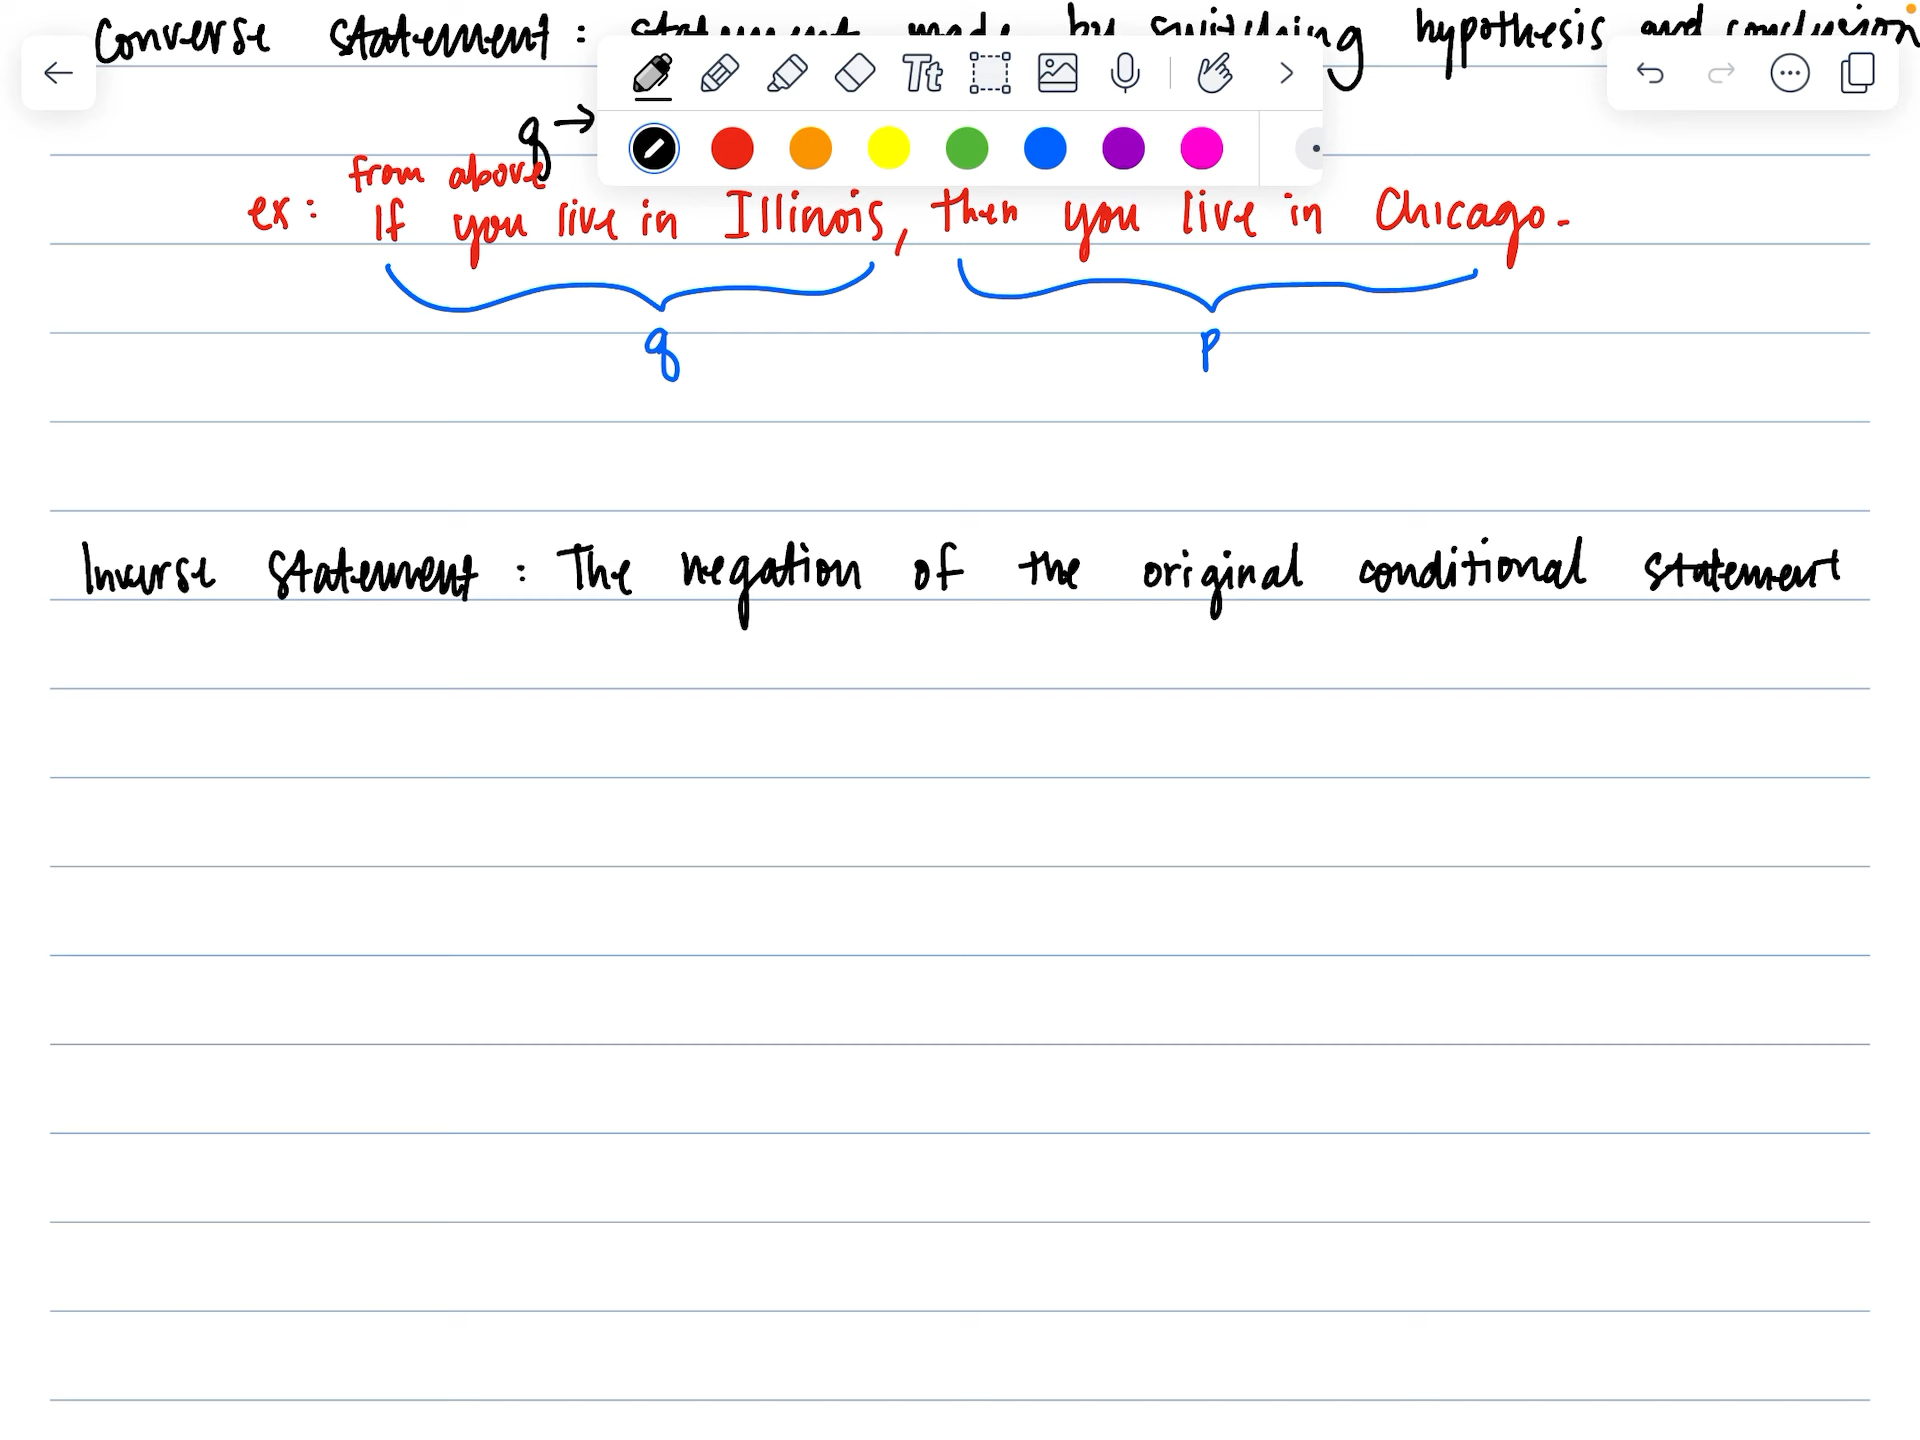 Converse statement : statement made by switching hypothesis and conclusion
Tt
q →
from above
ex : If you live in Illinois, then you live in Chicago.
q p
Inverse statement : The negation of the original conditional statement